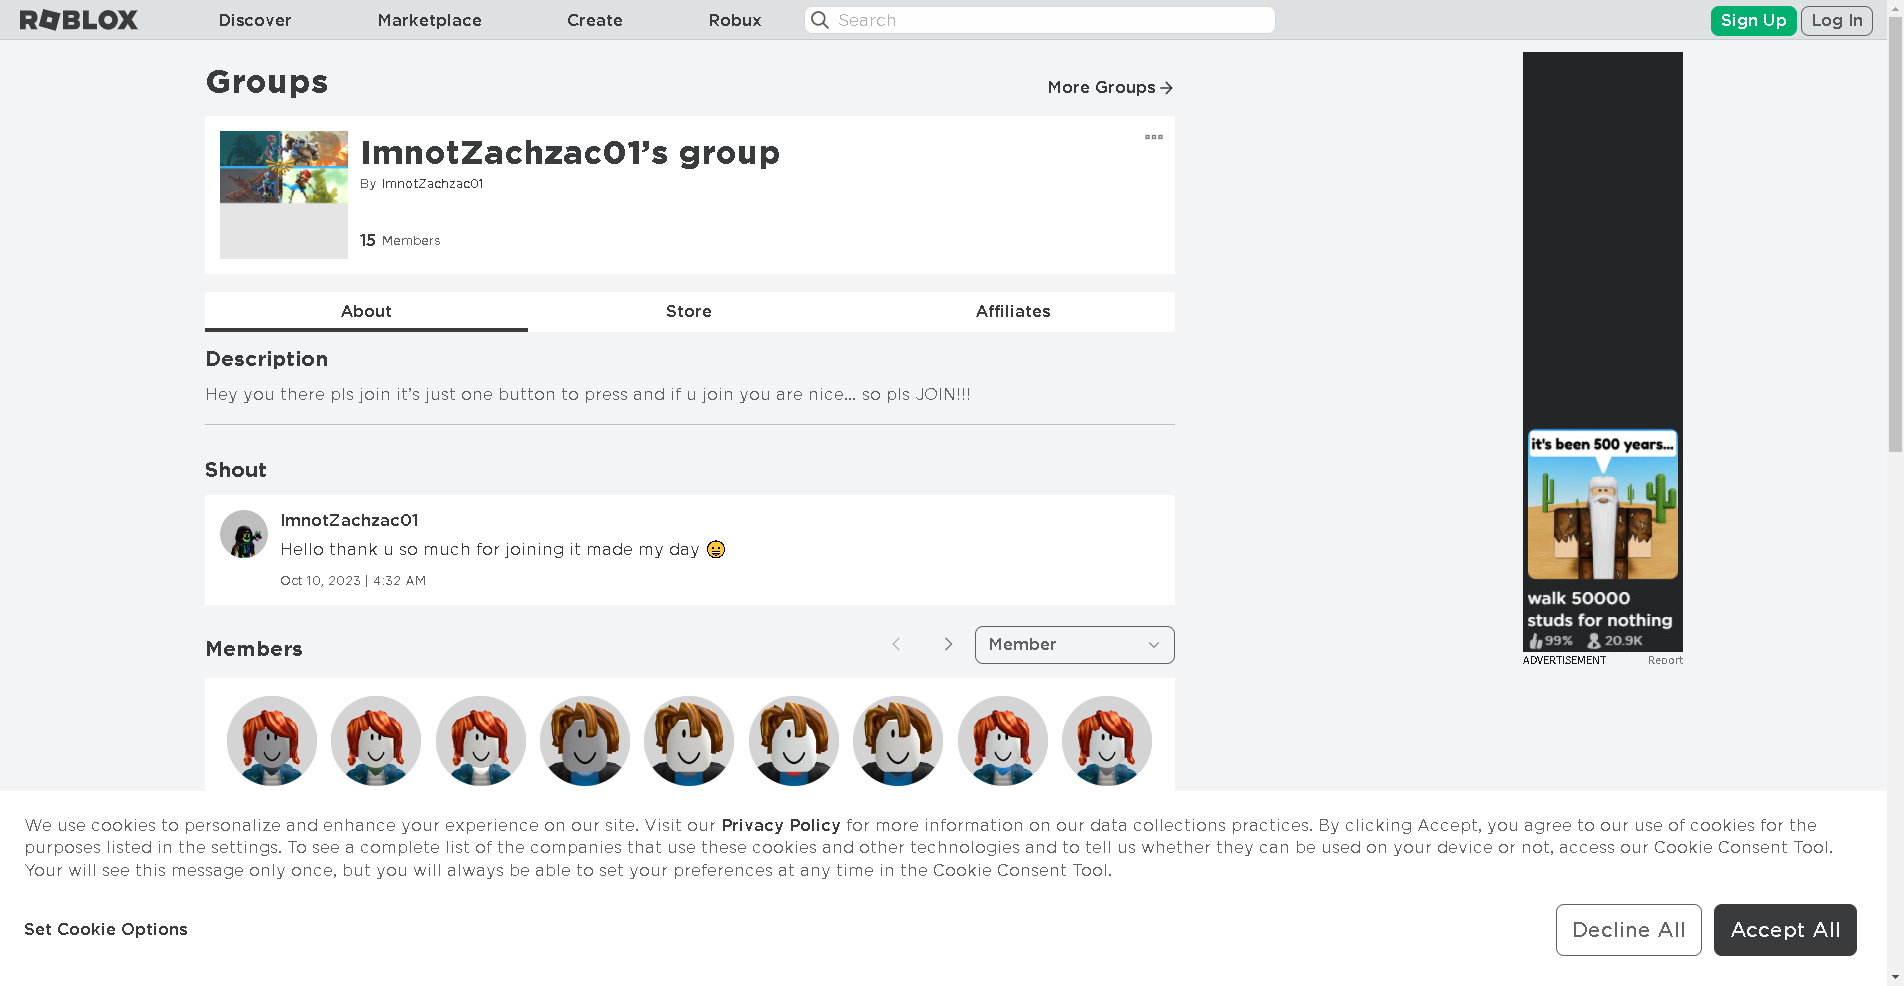 ROBLOX
Discover
Marketplace
Create
Robux
Search
Sign Up
Log In
Groups
More Groups
ImnotZachzac01's group
By ImnotZachzac01
15 Members
About
Store
Affiliates
Description
Hey you there pls join it's just one button to press and if u join you are nice... so pls JOIN!!!
Shout
ImnotZachzac01
Hello thank u so much for joining it made my day 😀
Oct 10, 2023 | 4:32 AM
Members
Member
it's been 500 years...
walk 50000
studs for nothing
99% 20.9K
ADVERTISEMENT
Report
We use cookies to personalize and enhance your experience on our site. Visit our Privacy Policy for more information on our data collections practices. By clicking Accept, you agree to our use of cookies for the
purposes listed in the settings. To see a complete list of the companies that use these cookies and other technologies and to tell us whether they can be used on your device or not, access our Cookie Consent Tool.
Your will see this message only once, but you will always be able to set your preferences at any time in the Cookie Consent Tool.
Set Cookie Options
Decline All
Accept All